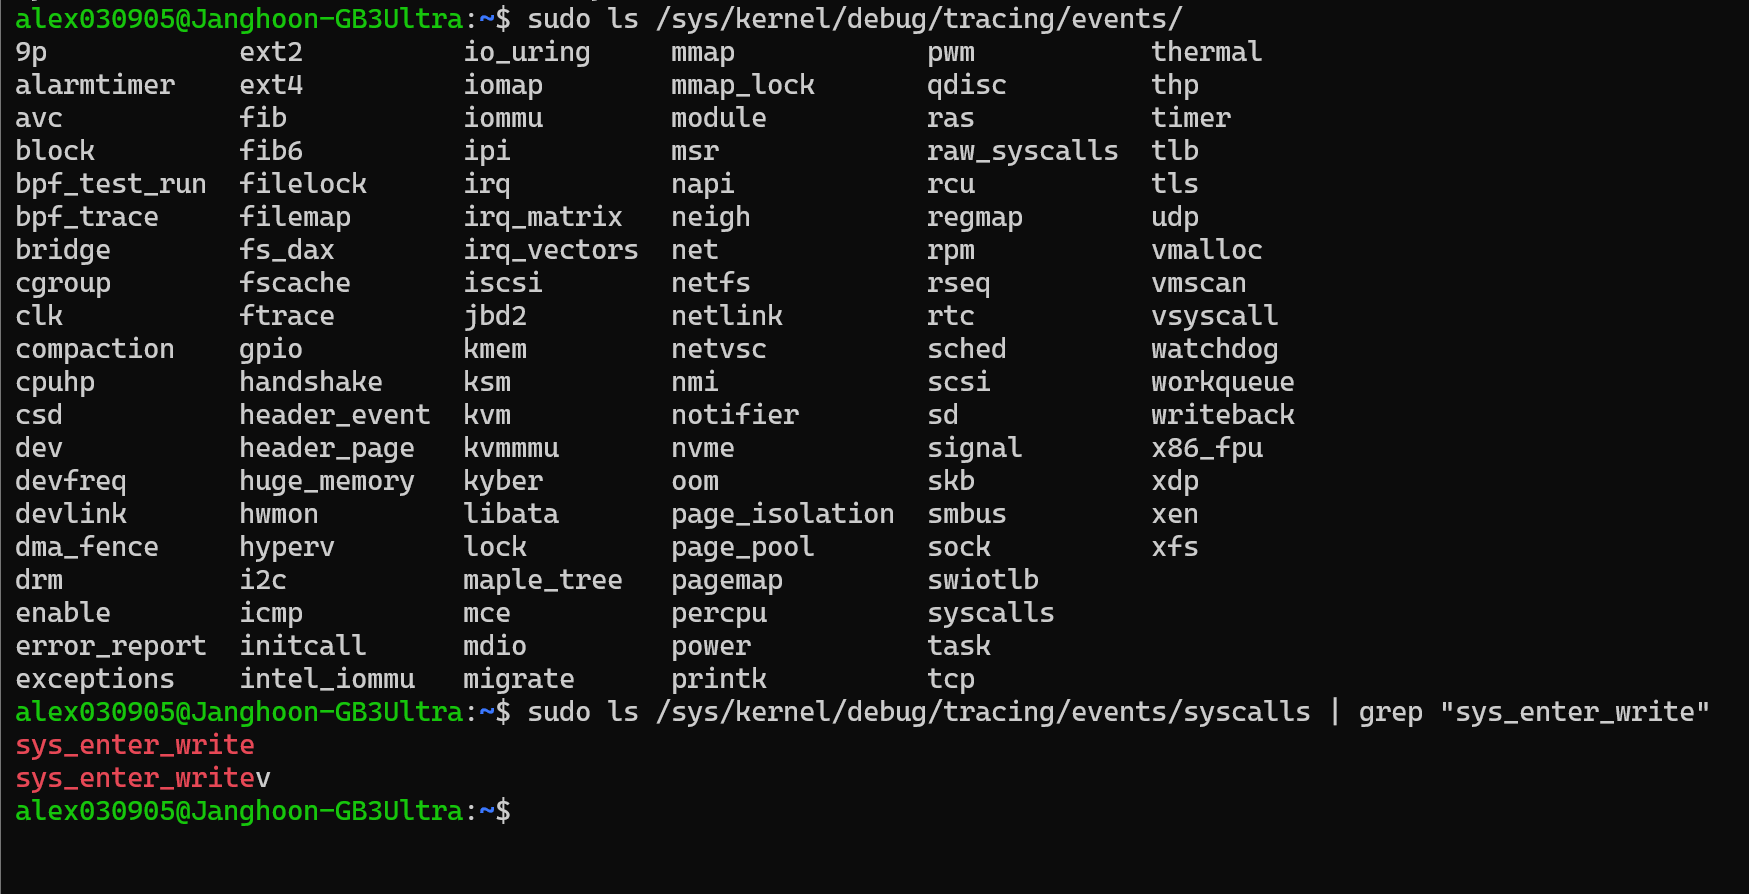 alex030905@Janghoon-GB3Ultra:~$ sudo ls /sys/kernel/debug/tracing/events/
9p ext2 io_uring mmap pwm thermal
alarmtimer ext4 iomap mmap_lock qdisc thp
avc fib iommu module ras timer
block fib6 ipi msr raw_syscalls tlb
bpf_test_run filelock irq napi rcu tls
bpf_trace filemap irq_matrix neigh regmap udp
bridge fs_dax irq_vectors net rpm vmalloc
cgroup fscache iscsi netfs rseq vmscan
clk ftrace jbd2 netlink rtc vsyscall
compaction gpio kmem netvsc sched watchdog
cpuhp handshake ksm nmi scsi workqueue
csd header_event kvm notifier sd writeback
dev header_page kvmmmu nvme signal x86_fpu
devfreq huge_memory kyber oom skb xdp
devlink hwmon libata page_isolation smbus xen
dma_fence hyperv lock page_pool sock xfs
drm i2c maple_tree pagemap swiotlb
enable icmp mce percpu syscalls
error_report initcall mdio power task
exceptions intel_iommu migrate printk tcp
alex030905@Janghoon-GB3Ultra:~$ sudo ls /sys/kernel/debug/tracing/events/syscalls | grep "sys_enter_write"
sys_enter_write
sys_enter_writev
alex030905@Janghoon-GB3Ultra:~$